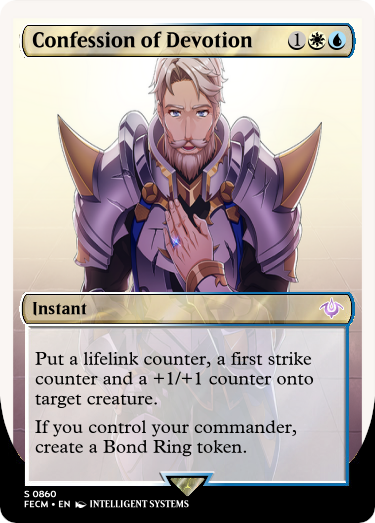 Confession of Devotion 1
Instant
Put a lifelink counter, a first strike
counter and a +1/+1 counter onto
target creature.
If you control your commander,
create a Bond Ring token.
S 0860
FECM • EN INTELLIGENT SYSTEMS